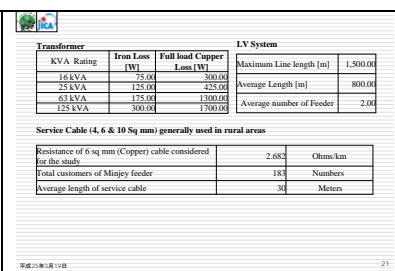 JICA
Transformer
KVA Rating Iron Loss [W] Full load Cupper Loss [W]
16 kVA 75.00 300.00
25 kVA 125.00 425.00
63 kVA 175.00 1300.00
125 kVA 300.00 1700.00
LV System
Maximum Line length [m] 1,500.00
Average Length [m] 800.00
Average number of Feeder 2.00
Service Cable (4, 6 & 10 Sq mm) generally used in rural areas
Resistance of 6 sq mm (Copper) cable considered for the study 2.682 Ohms/km
Total customers of Minjey feeder 183 Numbers
Average length of service cable 30 Meters
平成25年3月19日
21